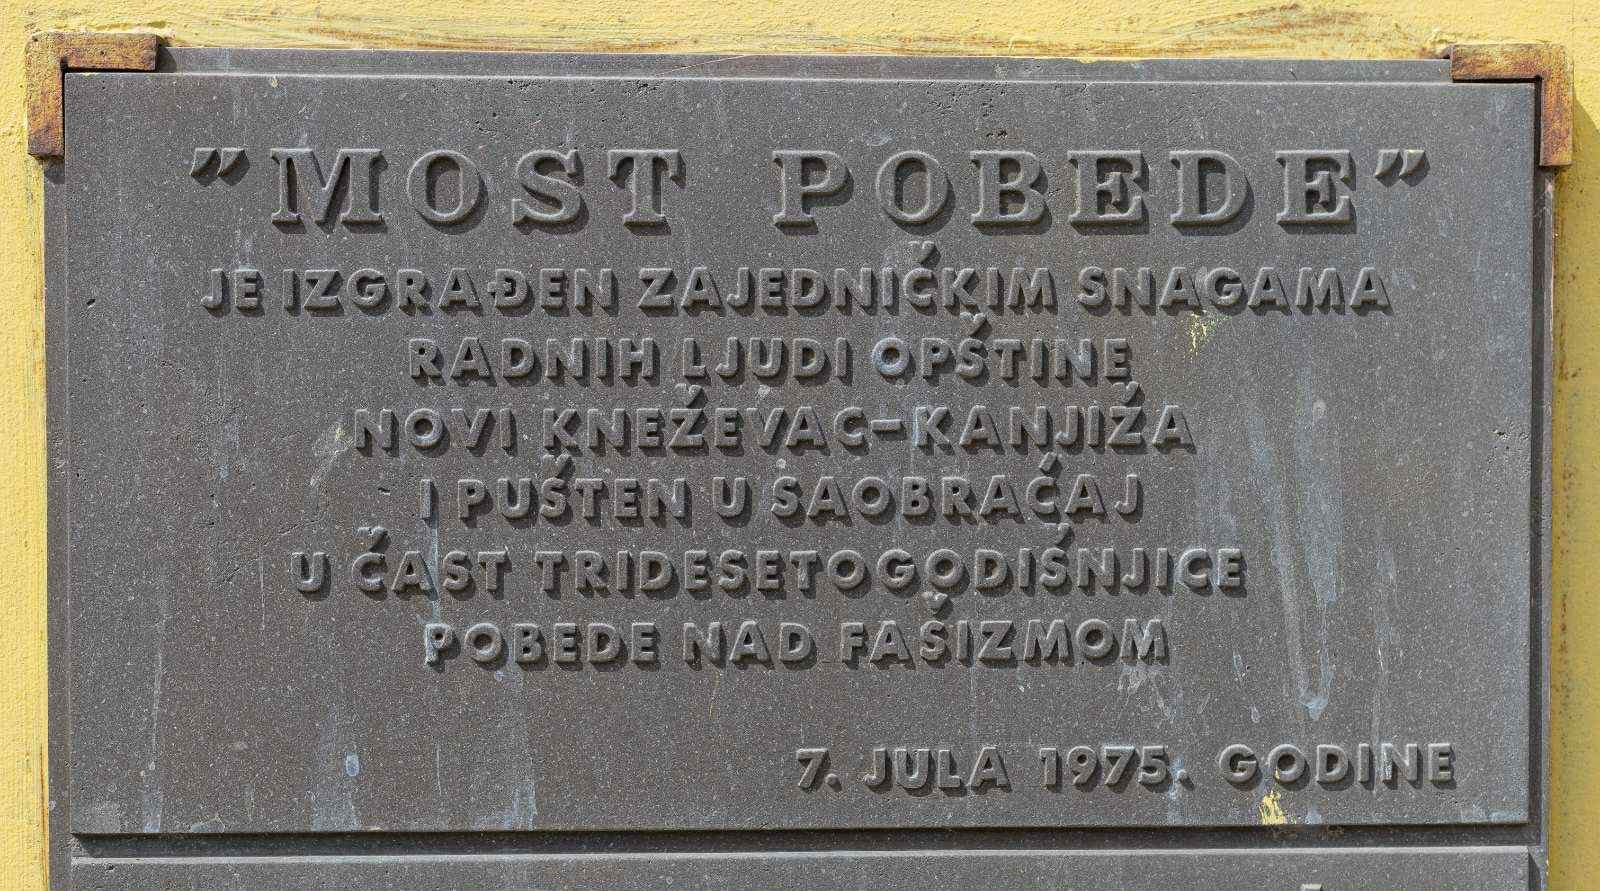 ”MOST POBEDE”
JE IZGRAĐEN ZAJEDNIČKIM SNAGAMA
RADNIH LJUDI OPŠTINE
NOVI KNEŽEVAC-KANJIŽA
I PUŠTEN U SAOBRAĆAJ
U ČAST TRIDESETOGODIŠNJICE
POBEDE NAD FAŠIZMOM
7. JULA 1975. GODINE